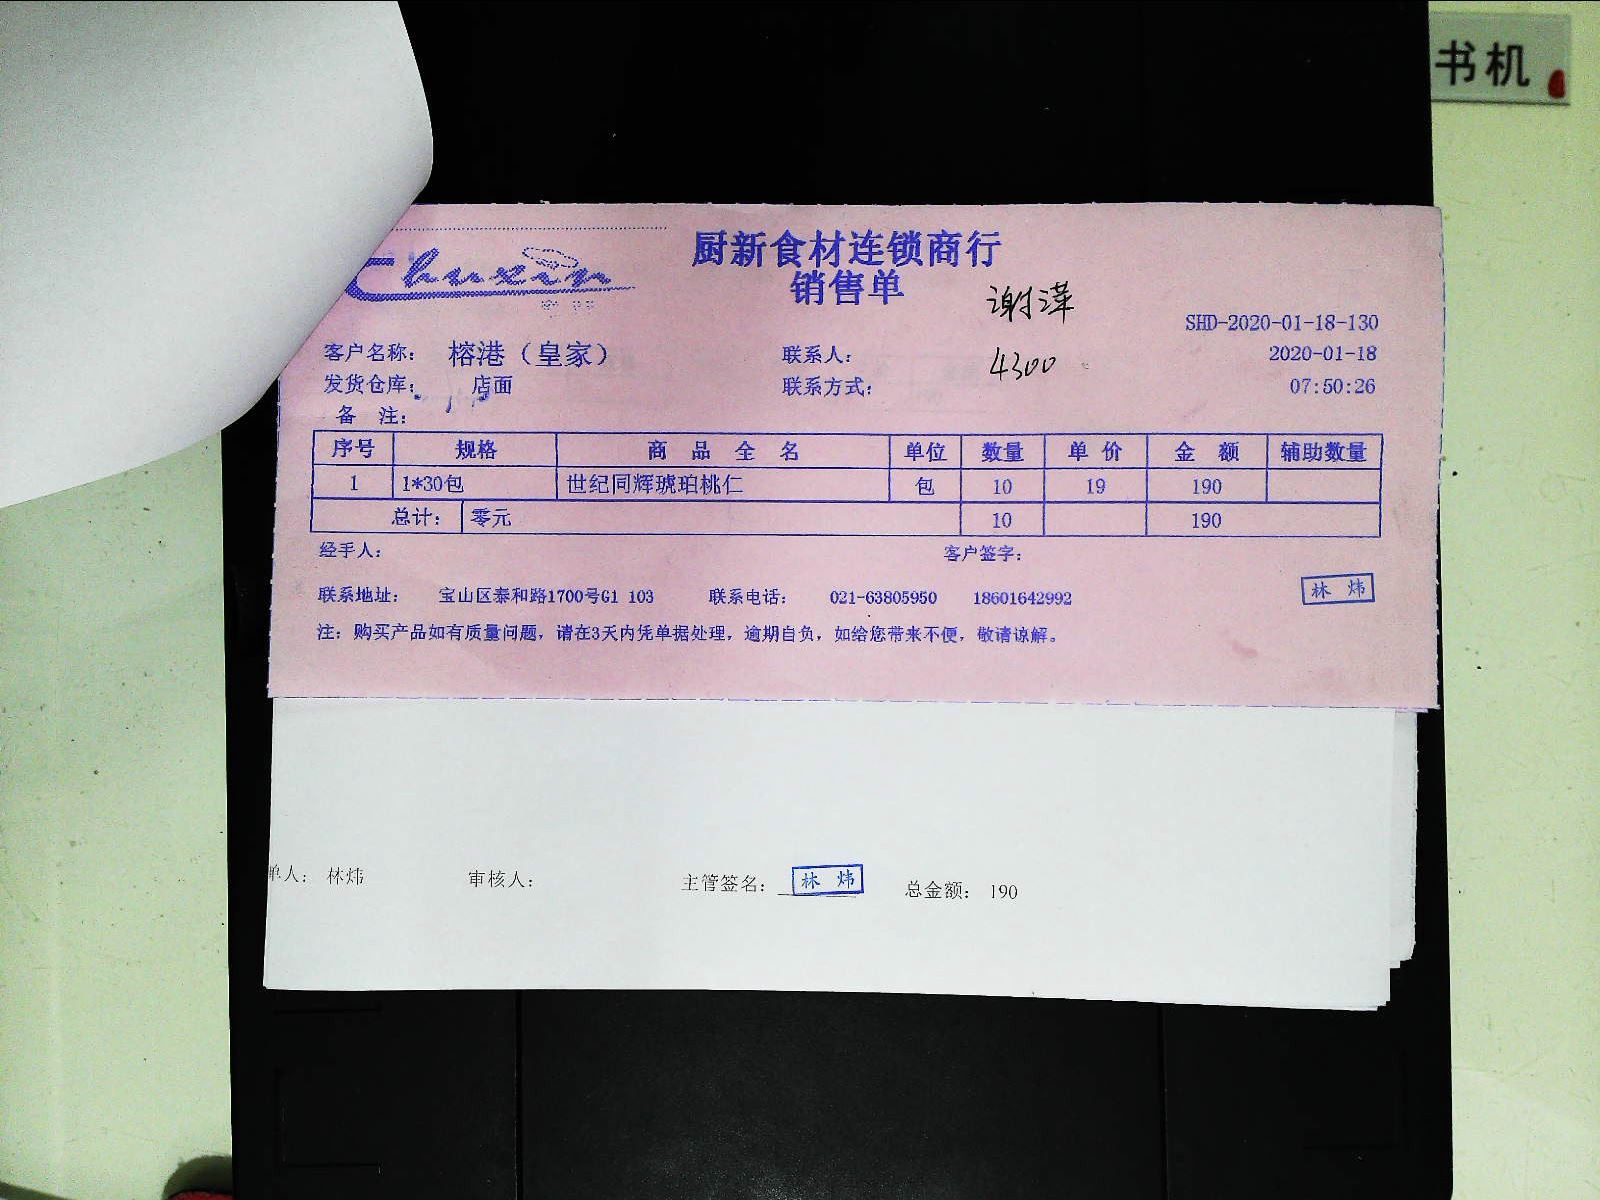 书机
Chuxin
厨新食材连锁商行
销售单
谢萍
SHD-2020-01-18-130
客户名称： 榕港（皇家） 联系人： 4300 2020-01-18
发货仓库： 店面 联系方式： 07:50:26
备 注：
序号 规格 商 品 全 名 单位 数量 单 价 金 额 辅助数量
1 1*30包 世纪同辉琥珀桃仁 包 10 19 190
总计： 零元 10 190
经手人： 客户签字：
联系地址： 宝山区泰和路1700号G1 103 联系电话： 021-63805950 18601642992 林 炜
注：购买产品如有质量问题，请在3天内凭单据处理，逾期自负，如给您带来不便，敬请谅解。
单人： 林炜 审核人： 主管签名： 林 炜 总金额： 190